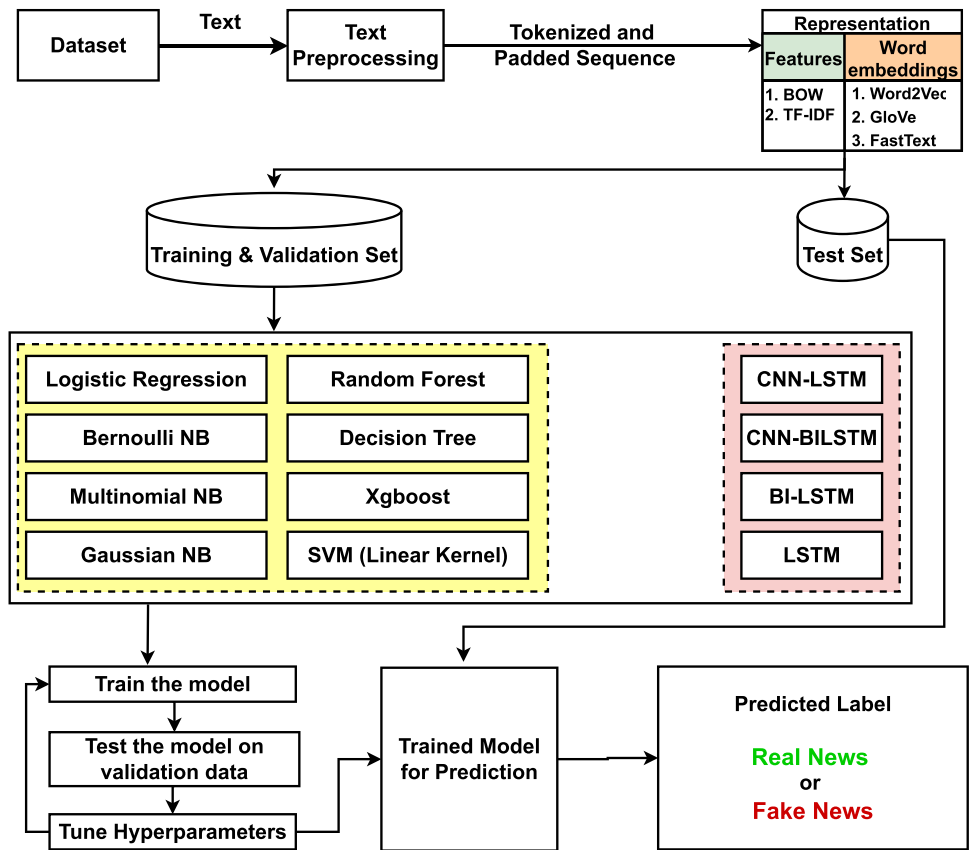 Dataset
Text
Text
Preprocessing
Tokenized and
Padded Sequence
Representation
Features
Word
embeddings
1. BOW
2. TF-IDF
1. Word2Vec
2. GloVe
3. FastText
Training & Validation Set
Test Set
Logistic Regression
Random Forest
CNN-LSTM
Bernoulli NB
Decision Tree
CNN-BILSTM
Multinomial NB
Xgboost
BI-LSTM
Gaussian NB
SVM (Linear Kernel)
LSTM
Train the model
Test the model on
validation data
Tune Hyperparameters
Trained Model
for Prediction
Predicted Label
Real News
or
Fake News